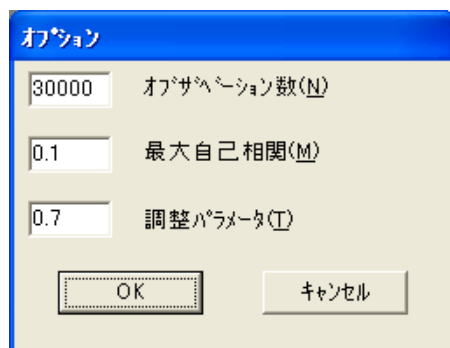 ｵﾌﾟｼｮﾝ
30000 ｵﾌﾞｻﾞﾍﾞｰｼｮﾝ数(N)
0.1 最大自己相関(M)
0.7 調整ﾊﾟﾗﾒｰﾀ(T)
OK ｷｬﾝｾﾙ